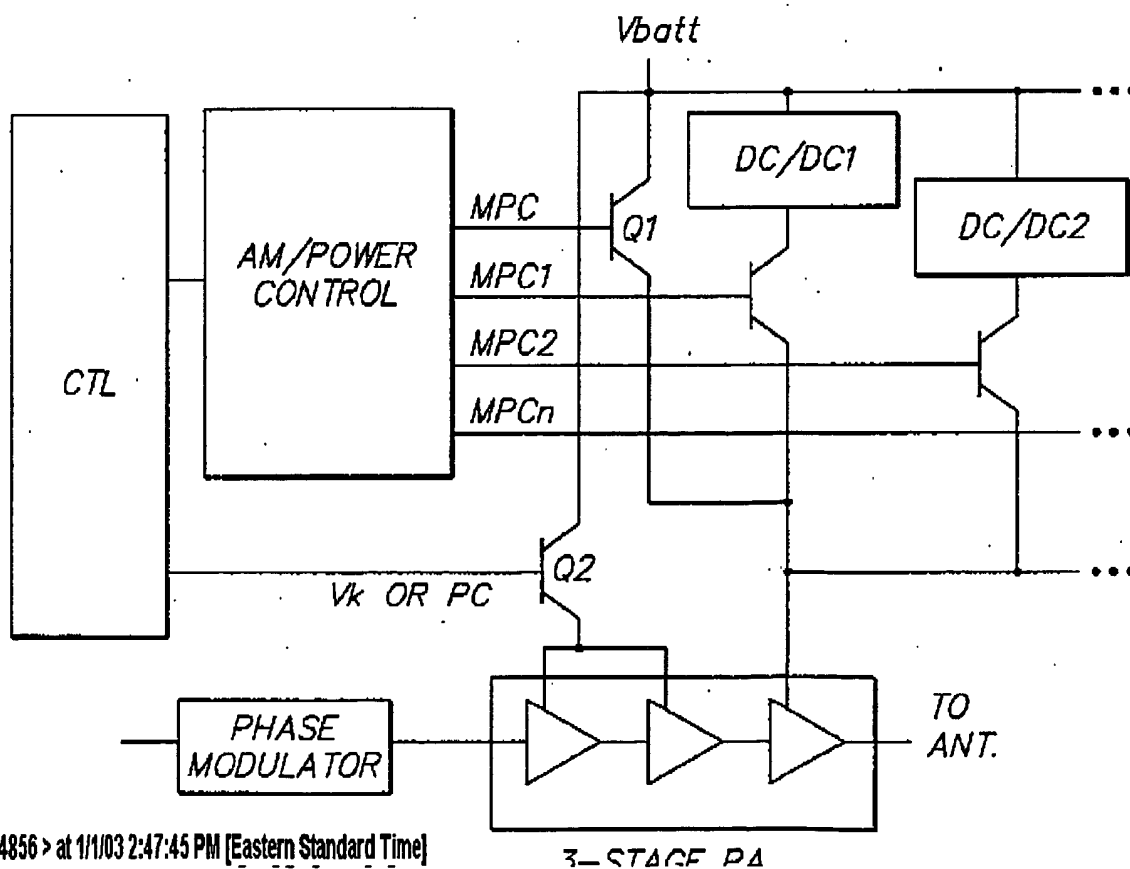 Vbatt
DC/DC1
DC/DC2
MPC
Q1
AM/POWER
CONTROL
MPC1
MPC2
CTL
MPCn
Q2
Vk OR PC
PHASE
MODULATOR
TO
ANT.
4856 > at 1/1/03 2:47:45 PM [Eastern Standard Time]
3-STAGE PA